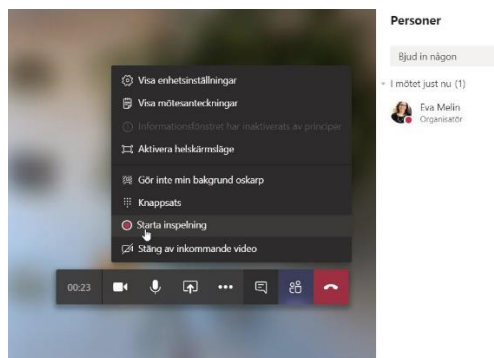 Personer
Bjud in någon
I mötet just nu (1)
Eva Melin
Organisatör
Visa enhetsinställningar
Visa mötesanteckningar
Informationsfönstret har inaktiverats av principer
Aktivera helskärmsläge
Gör inte min bakgrund oskarp
Knappsats
Starta inspelning
Stäng av inkommande video
00:23